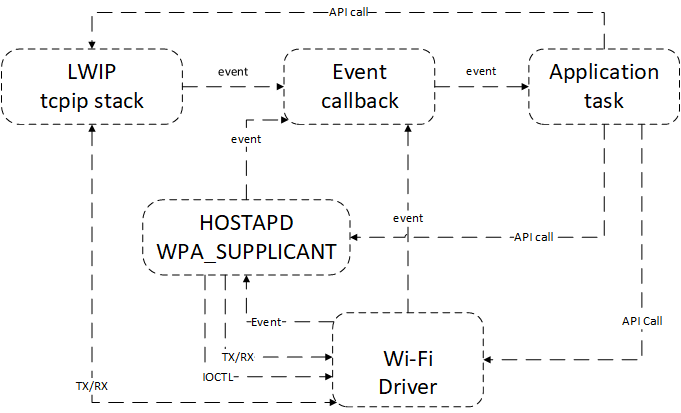 API call
LWIP
tcpip stack
event
Event
callback
event
Application
task
event
HOSTAPD
WPA_SUPPLICANT
event
API call
Event
API Call
TX/RX
IOCTL
TX/RX
Wi-Fi
Driver